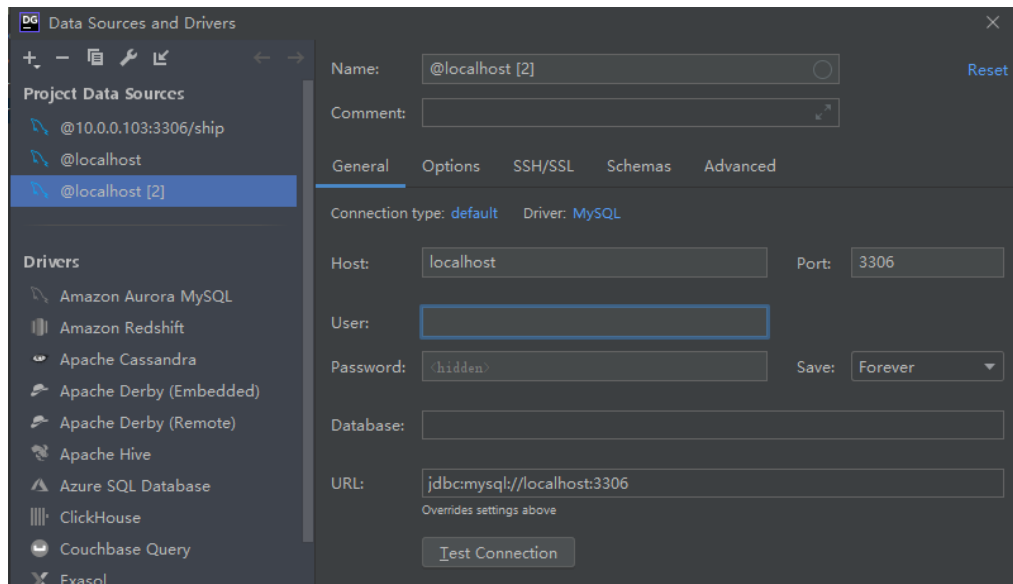 DG Data Sources and Drivers
Project Data Sources
@10.0.0.103:3306/ship
@localhost
@localhost [2]
Drivers
Amazon Aurora MySQL
Amazon Redshift
Apache Cassandra
Apache Derby (Embedded)
Apache Derby (Remote)
Apache Hive
Azure SQL Database
ClickHouse
Couchbase Query
Exasol
Name: @localhost [2] Reset
Comment:
General Options SSH/SSL Schemas Advanced
Connection type: default Driver: MySQL
Host: localhost Port: 3306
User:
Password: <hidden> Save: Forever
Database:
URL: jdbc:mysql://localhost:3306
Overrides settings above
Test Connection